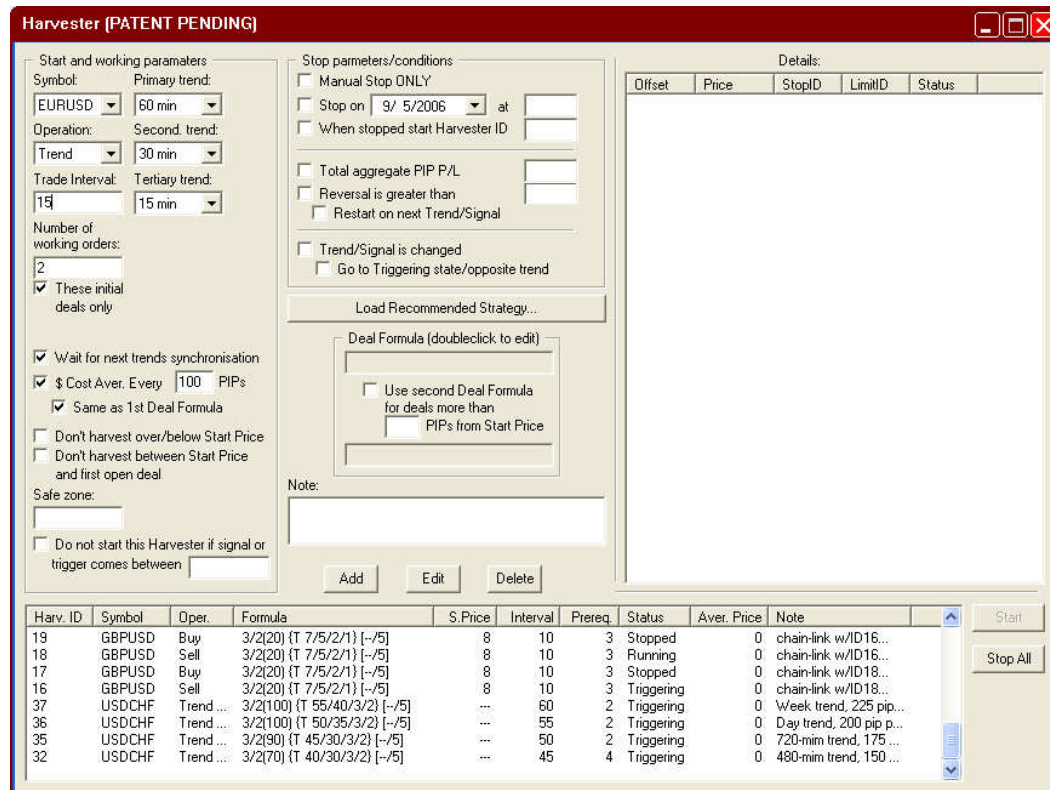 Harvester (PATENT PENDING)
Start and working paramaters
Symbol: Primary trend:
EURUSD 60 min
Operation: Second. trend:
Trend 30 min
Trade Interval: Tertiary trend:
15 15 min
Number of
working orders:
2
These initial
deals only
Wait for next trends synchronisation
$ Cost Aver. Every 100 PIPs
Same as 1st Deal Formula
Don't harvest over/below Start Price
Don't harvest between Start Price
and first open deal
Safe zone:
Do not start this Harvester if signal or
trigger comes between
Stop parmeters/conditions
Manual Stop ONLY
Stop on 9/ 5/2006 at
When stopped start Harvester ID
Total aggregate PIP P/L
Reversal is greater than
Restart on next Trend/Signal
Trend/Signal is changed
Go to Triggering state/opposite trend
Load Recommended Strategy...
Deal Formula (doubleclick to edit)
Use second Deal Formula
for deals more than
PIPs from Start Price
Note:
Add Edit Delete
Details:
Offset Price StopID LimitID Status
Harv. ID Symbol Oper. Formula S.Price Interval Prereq. Status Aver. Price Note
19 GBPUSD Buy 3/2(20) {T 7/5/2/1} [--/5] 8 10 3 Stopped 0 chain-link w/ID16...
18 GBPUSD Sell 3/2(20) {T 7/5/2/1} [--/5] 8 10 3 Running 0 chain-link w/ID16...
17 GBPUSD Buy 3/2(20) {T 7/5/2/1} [--/5] 8 10 3 Stopped 0 chain-link w/ID18...
16 GBPUSD Sell 3/2(20) {T 7/5/2/1} [--/5] 8 10 3 Triggering 0 chain-link w/ID18...
37 USDCHF Trend ... 3/2(100) {T 55/40/3/2} [--/5] --- 60 2 Triggering 0 Week trend, 225 pip...
36 USDCHF Trend ... 3/2(100) {T 50/35/3/2} [--/5] --- 55 2 Triggering 0 Day trend, 200 pip p...
35 USDCHF Trend ... 3/2(90) {T 45/30/3/2} [--/5] --- 50 2 Triggering 0 720-mim trend, 175 ...
32 USDCHF Trend ... 3/2(70) {T 40/30/3/2} [--/5] --- 45 4 Triggering 0 480-mim trend, 150 ...
Start
Stop All